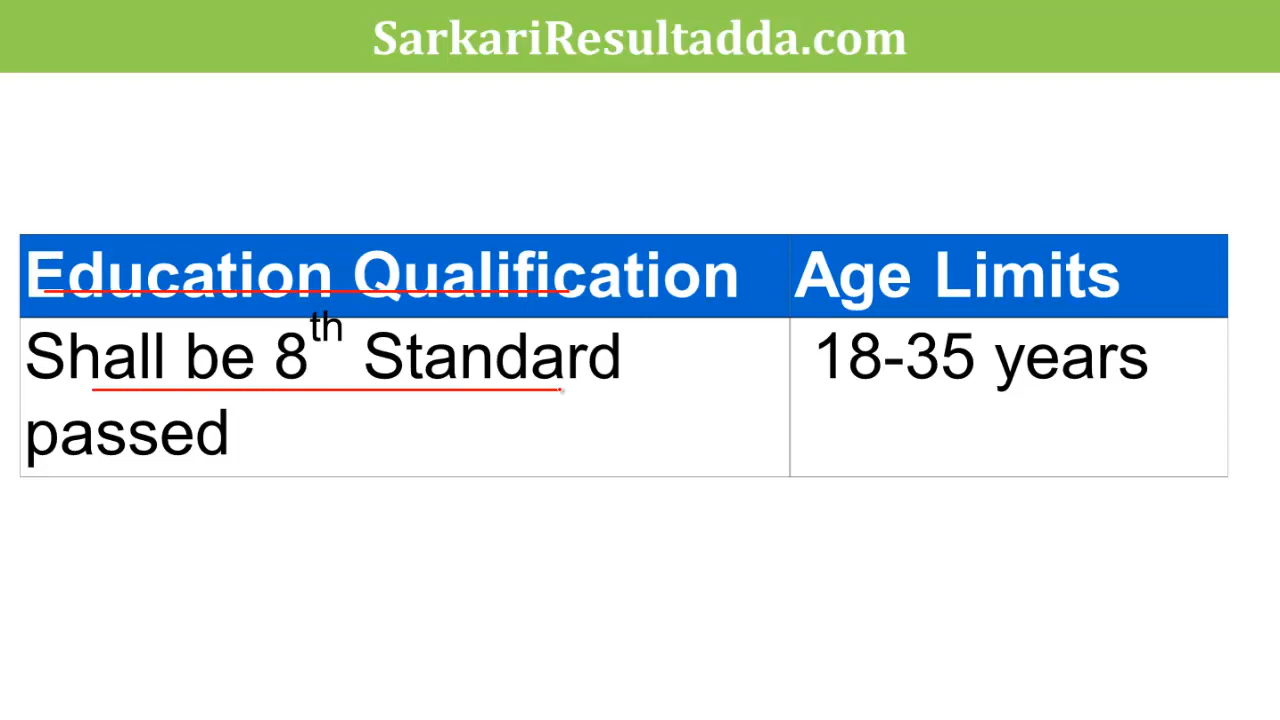 SarkariResultadda.com
Education Qualification Age Limits
Shall be 8th Standard 18-35 years
passed